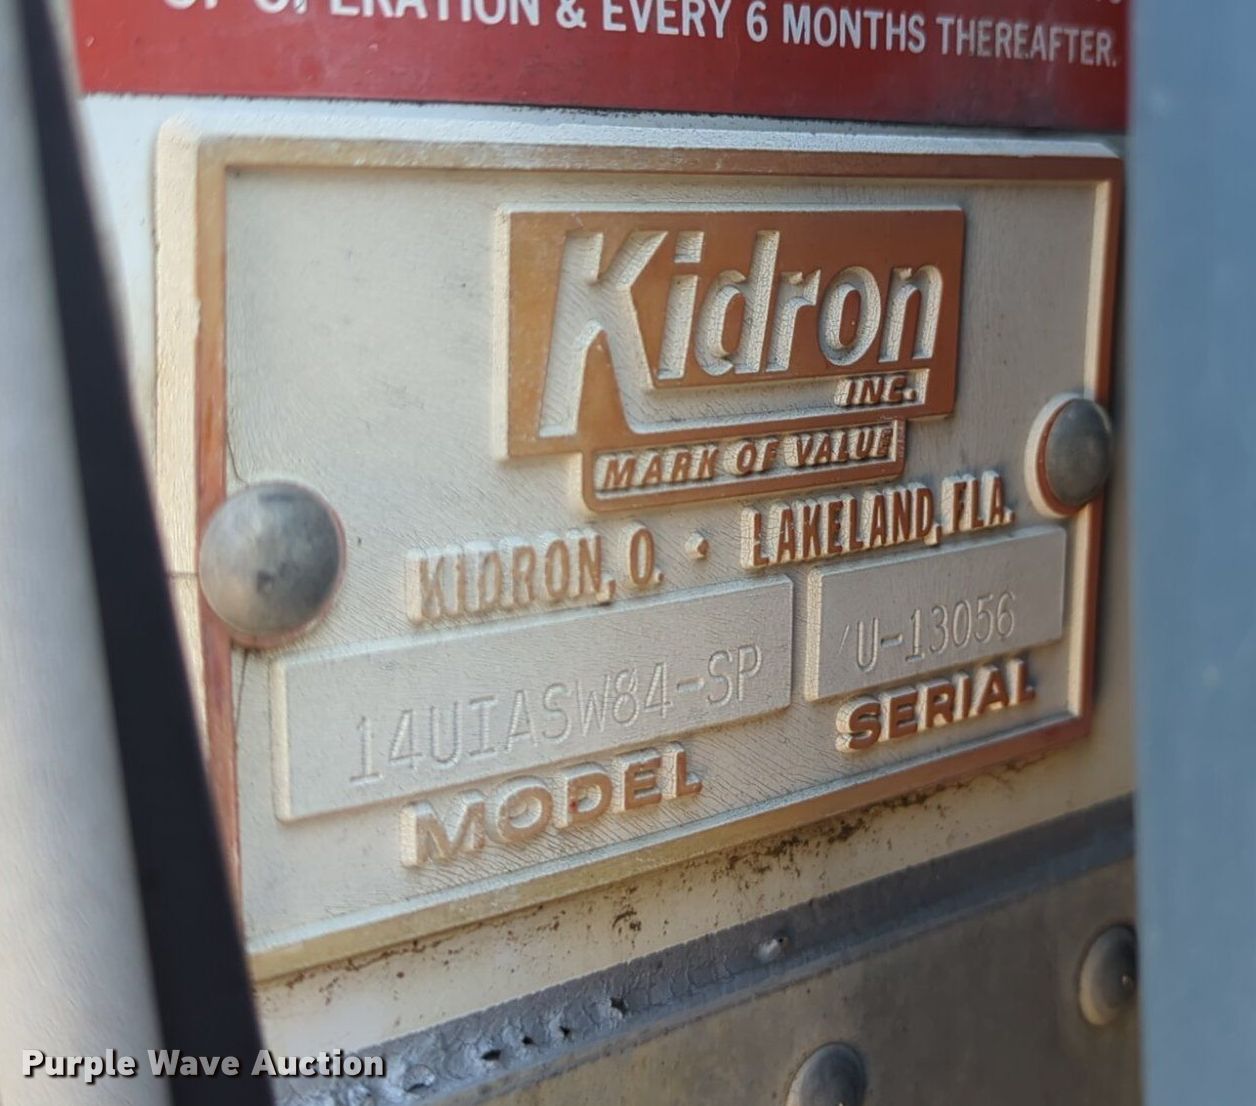 OPERATION & EVERY 6 MONTHS THEREAFTER.
Kidron
INC.
MARK OF VALUE
KIDRON, O. · LAKELAND, FLA.
14UIASW84-SP
U-13056
MODEL
SERIAL
Purple Wave Auction